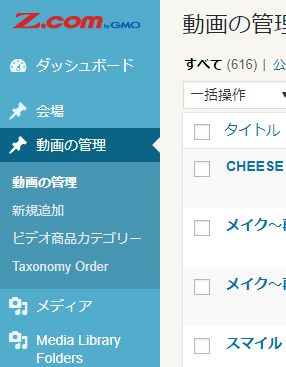 Z.com by GMO
ダッシュボード
会場
動画の管理
動画の管理
新規追加
ビデオ商品カテゴリー
Taxonomy Order
メディア
Media Library
Folders
動画の管理
すべて (616) | 公
一括操作
タイトル
CHEESE
メイク～
メイク～
スマイル